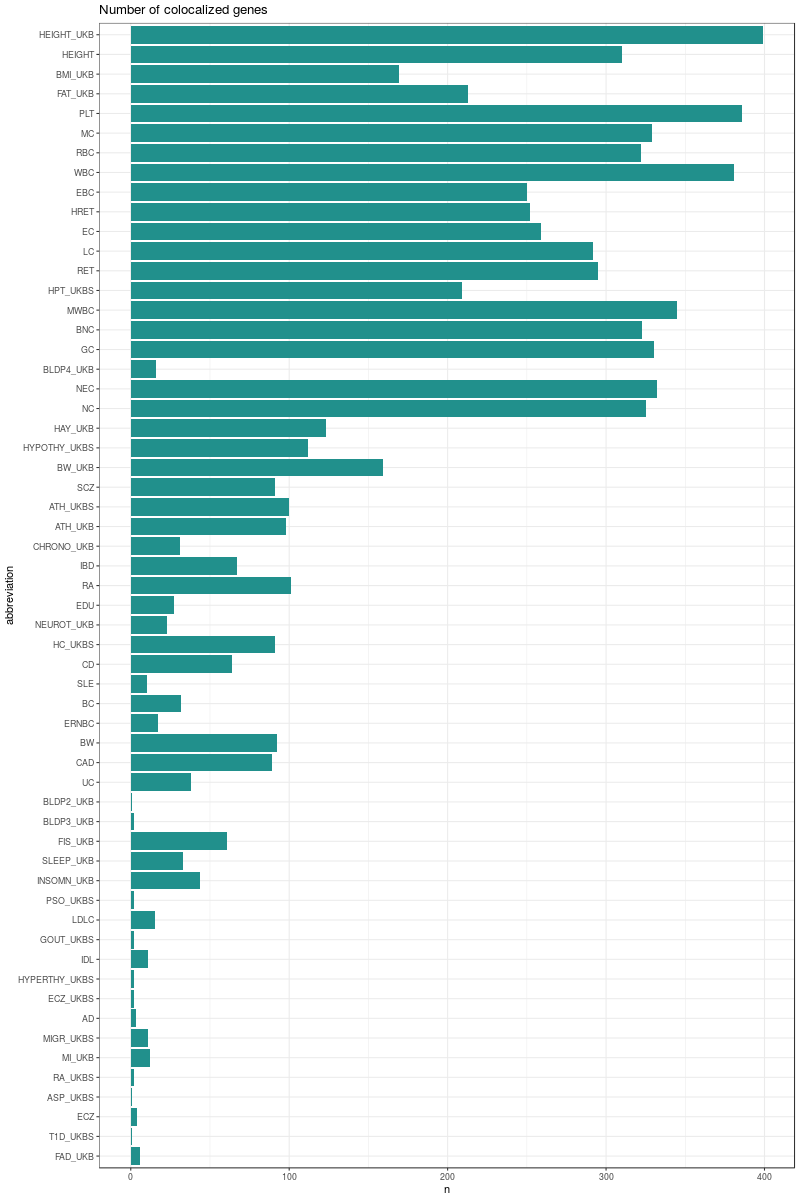 Number of colocalized genes
HEIGHT_UKB
HEIGHT
BMI_UKB
FAT_UKB
PLT
MC
RBC
WBC
EBC
HRET
EC
LC
RET
HPT_UKBS
MWBC
BNC
GC
BLDP4_UKB
NEC
NC
HAY_UKB
HYPOTHY_UKBS
BW_UKB
SCZ
ATH_UKBS
ATH_UKB
CHRONO_UKB
IBD
RA
EDU
NEUROT_UKB
HC_UKBS
CD
SLE
BC
ERNBC
BW
CAD
UC
BLDP2_UKB
BLDP3_UKB
FIS_UKB
SLEEP_UKB
INSOMN_UKB
PSO_UKBS
LDLC
GOUT_UKBS
IDL
HYPERTHY_UKBS
ECZ_UKBS
AD
MIGR_UKBS
MI_UKB
RA_UKBS
ASP_UKBS
ECZ
T1D_UKBS
FAD_UKB
abbreviation
0 100 200 300 400
n